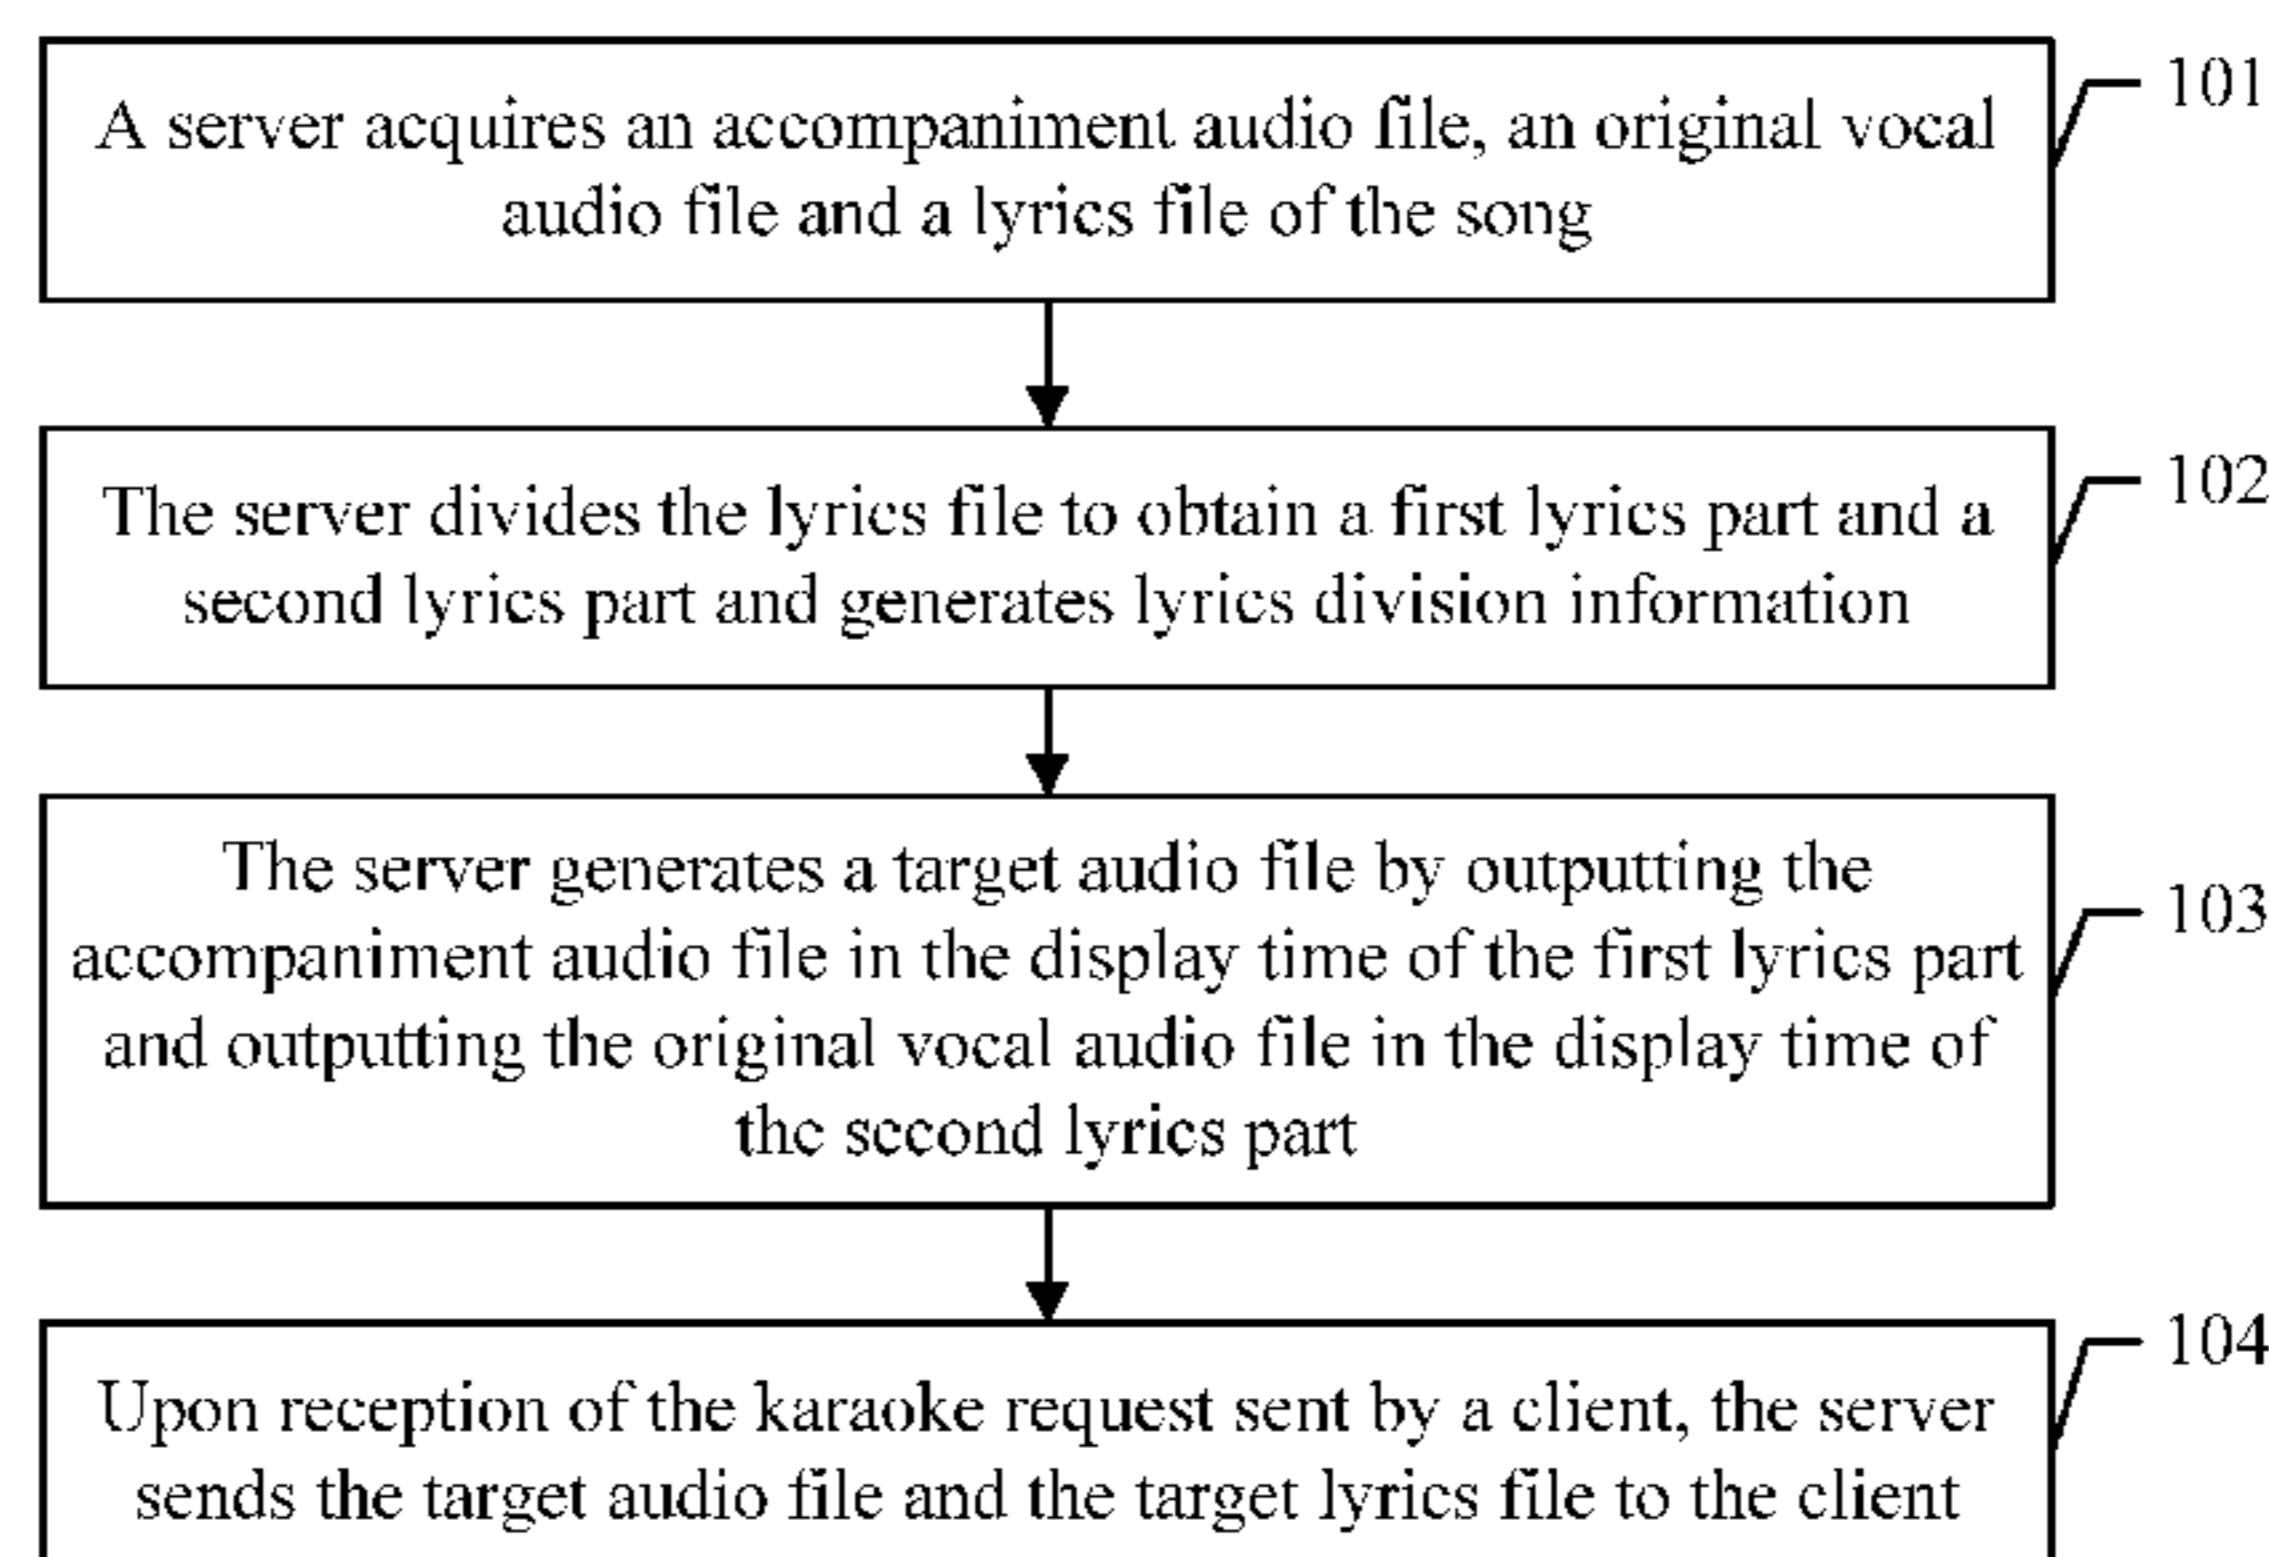 101
A server acquires an accompaniment audio file, an original vocal
audio file and a lyrics file of the song
102
The server divides the lyrics file to obtain a first lyrics part and a
second lyrics part and generates lyrics division information
103
The server generates a target audio file by outputting the
accompaniment audio file in the display time of the first lyrics part
and outputting the original vocal audio file in the display time of
the second lyrics part
104
Upon reception of the karaoke request sent by a client, the server
sends the target audio file and the target lyrics file to the client